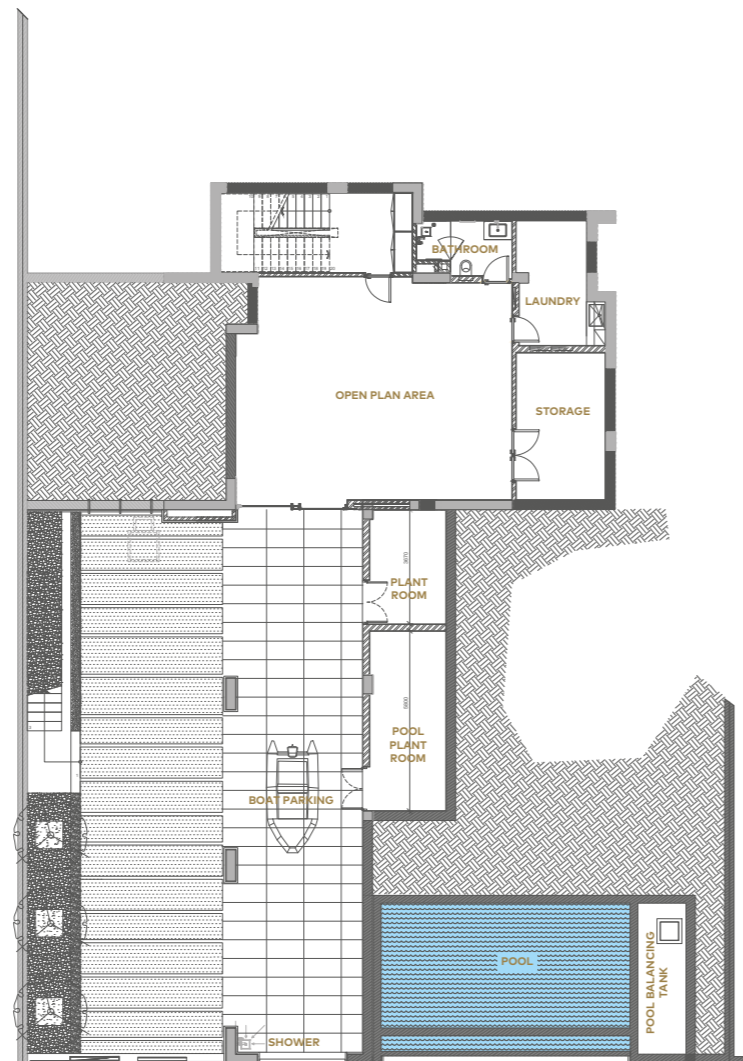 BATHROOM
LAUNDRY
OPEN PLAN AREA
STORAGE
PLANT
ROOM
POOL
PLANT
ROOM
BOAT PARKING
POOL
POOL BALANCING
TANK
SHOWER